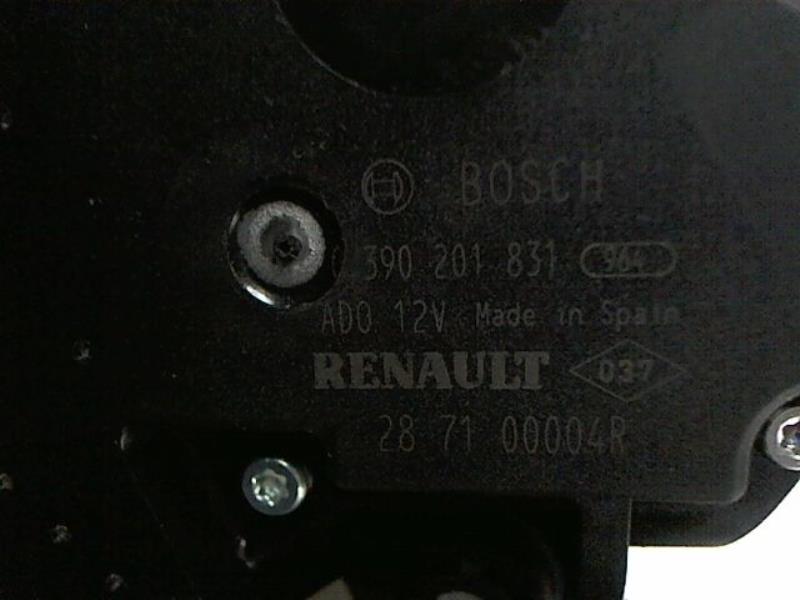 BOSCH
390 201 831 964
ADO 12V Made in Spain
RENAULT 037
28 71 00004R